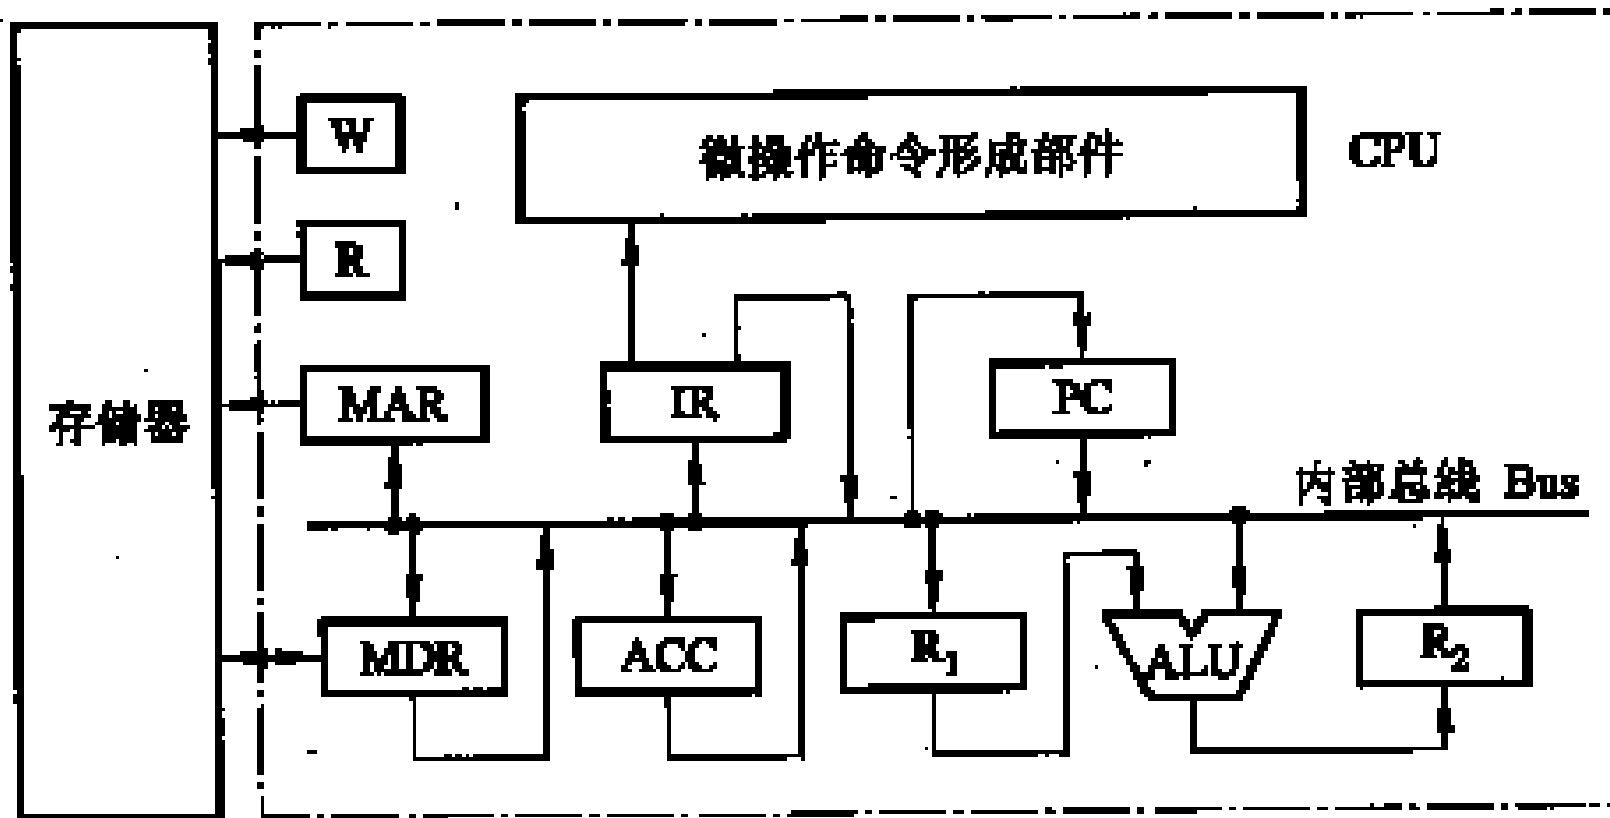 W
微操作命令形成部件
CPU
R
存储器
MAR
IR
PC
内部总线 Bus
MDR
ACC
R₁
ALU
R₂